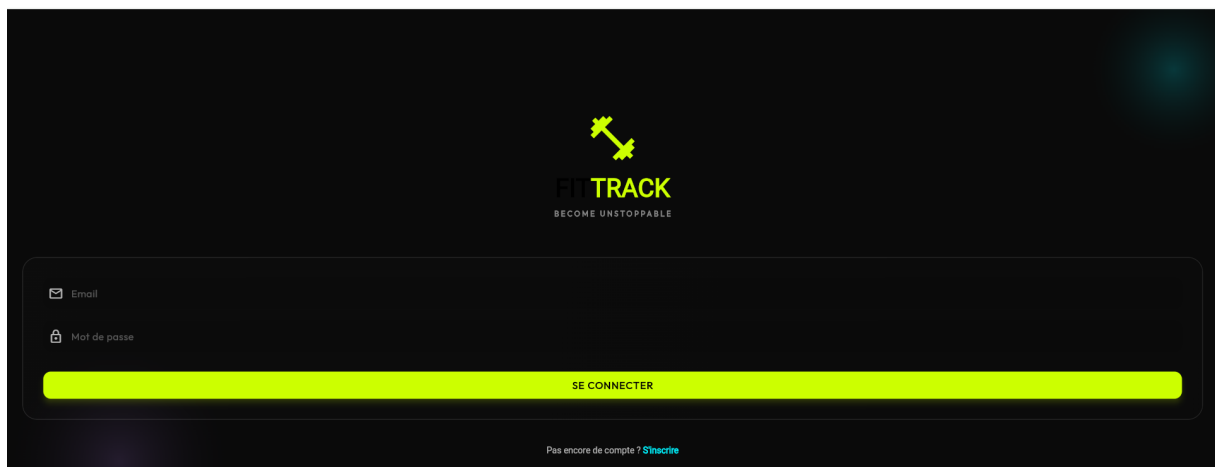 FITTRACK
BECOME UNSTOPPABLE
Email
Mot de passe
SE CONNECTER
Pas encore de compte ? S'inscrire